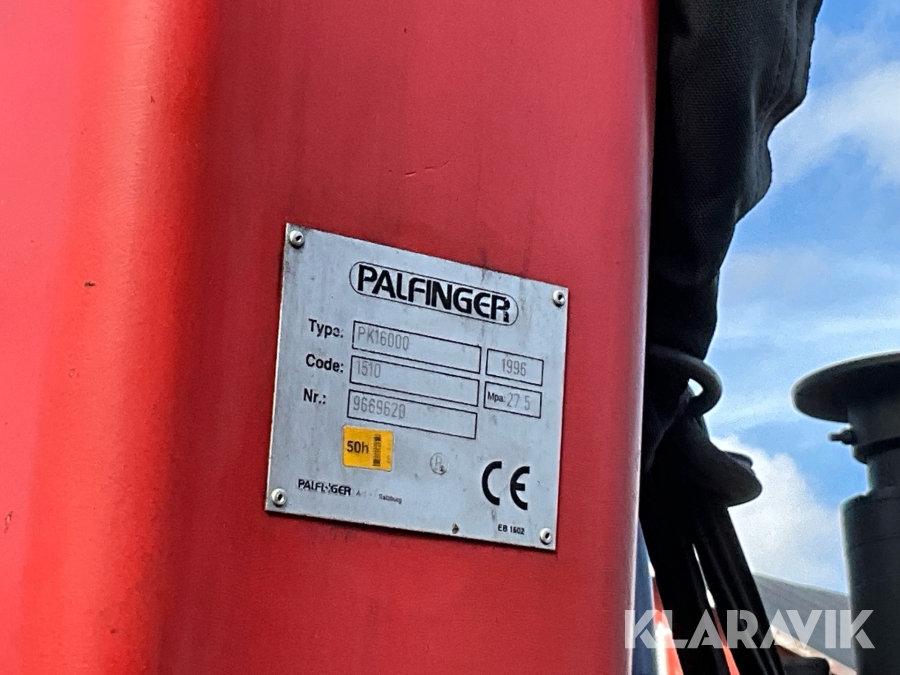 PALFINGER
Type: PK16000 1996
Code: 1510 Mpa: 27.5
Nr.: 9669620
50h
CE
PALFINGER Salzburg
EB 1602
KLARAVIK